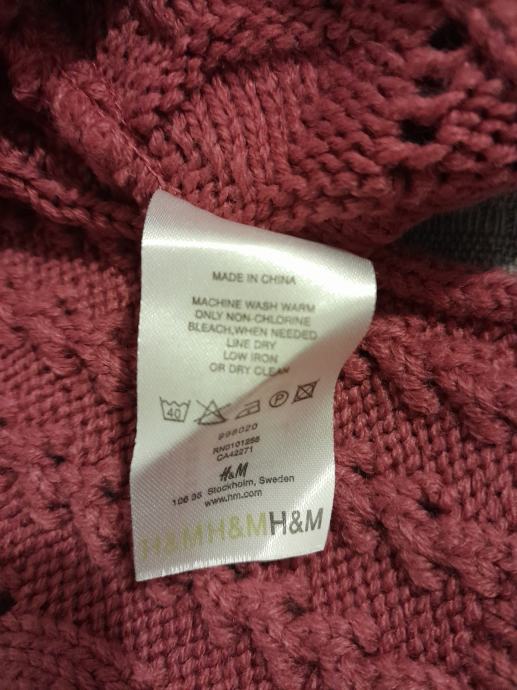 MADE IN CHINA
MACHINE WASH WARM
ONLY NON-CHLORINE
BLEACH,WHEN NEEDED
LINE DRY
LOW IRON
OR DRY CLEAN
40 P
998020
RN0101255
CA42271
H&M
106 38 Stockholm, Sweden
www.hm.com
H&MH&MH&M